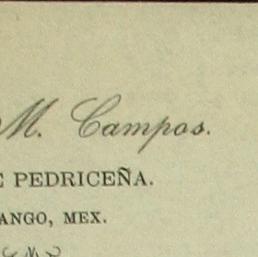 M. Campos.
E PEDRICEÑA.
ANGO, MEX.